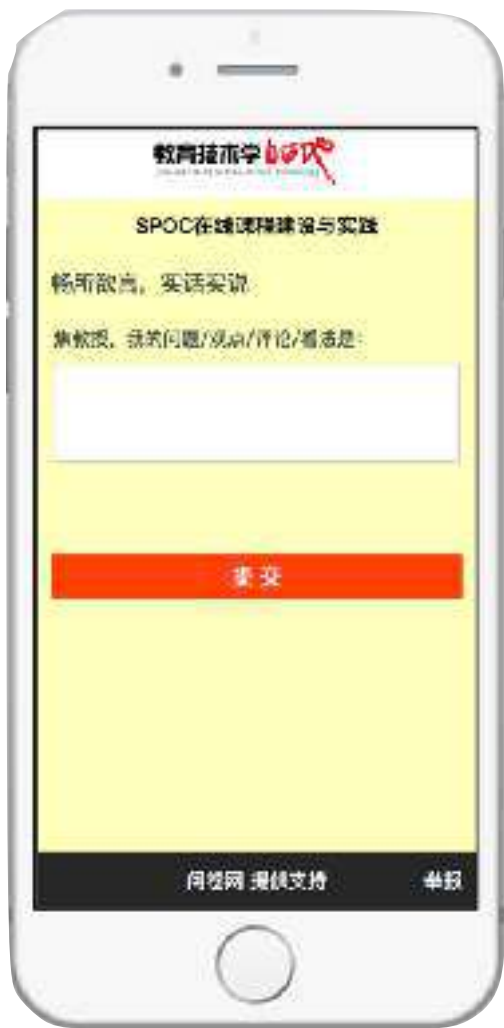 教育技术学
SPOC在线课程建设与实践
畅所欲言，实话实说
焦教授，我的问题/观点/评论/看法是：
提 交
问卷网 提供支持
举报